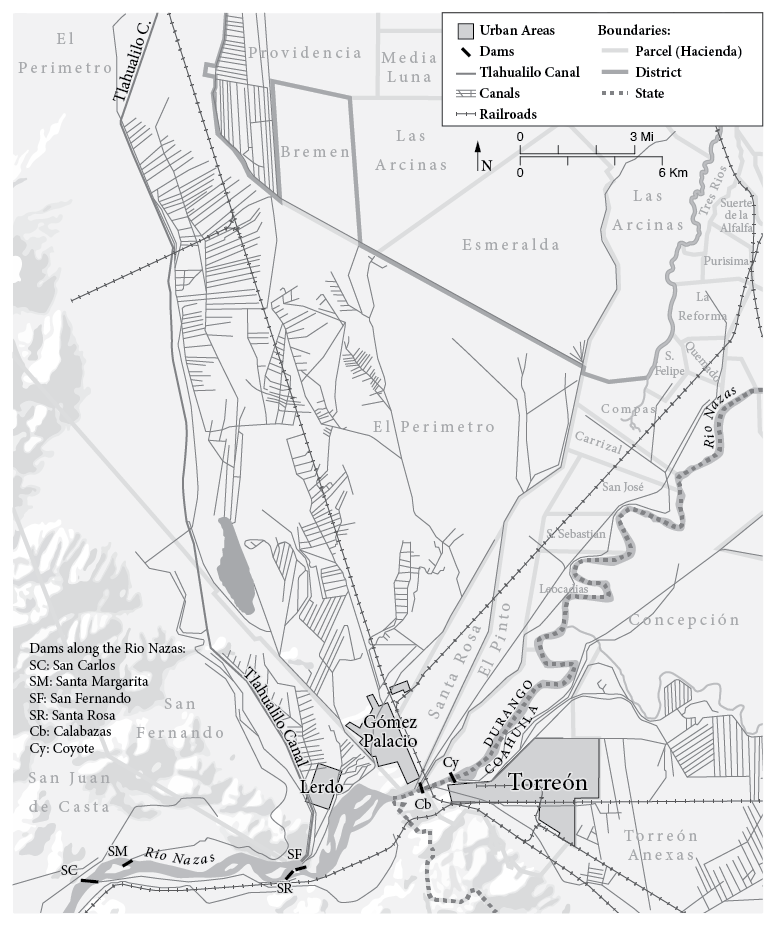 El
Perimetro
Tlahualilo C.
Providencia
Media
Luna
Urban Areas
Dams
Tlahualilo Canal
Canals
Railroads
Boundaries:
Parcel (Hacienda)
District
State
Bremen
Las
Arcinas
N
0
3 Mi
0
6 Km
Las
Arcinas
Tres Rios
Suerte
de la
Alfalfa
Esmeralda
Purisima
La
Reforma
S.
Felipe
Quemado
Compas
Rio Nazas
El Perimetro
Carrizal
San José
S. Sebastian
Leocadias
Concepción
Santa Rosa
El Pinto
DURANGO
COAHUILA
Dams along the Rio Nazas:
SC: San Carlos
SM: Santa Margarita
SF: San Fernando
SR: Santa Rosa
Cb: Calabazas
Cy: Coyote
San
Fernando
San Juan
de Casta
Tlahualilo Canal
Gómez
Palacio
Lerdo
Cy
Cb
Torreón
Torreón
Anexas
SM
Rio Nazas
SC
SF
SR